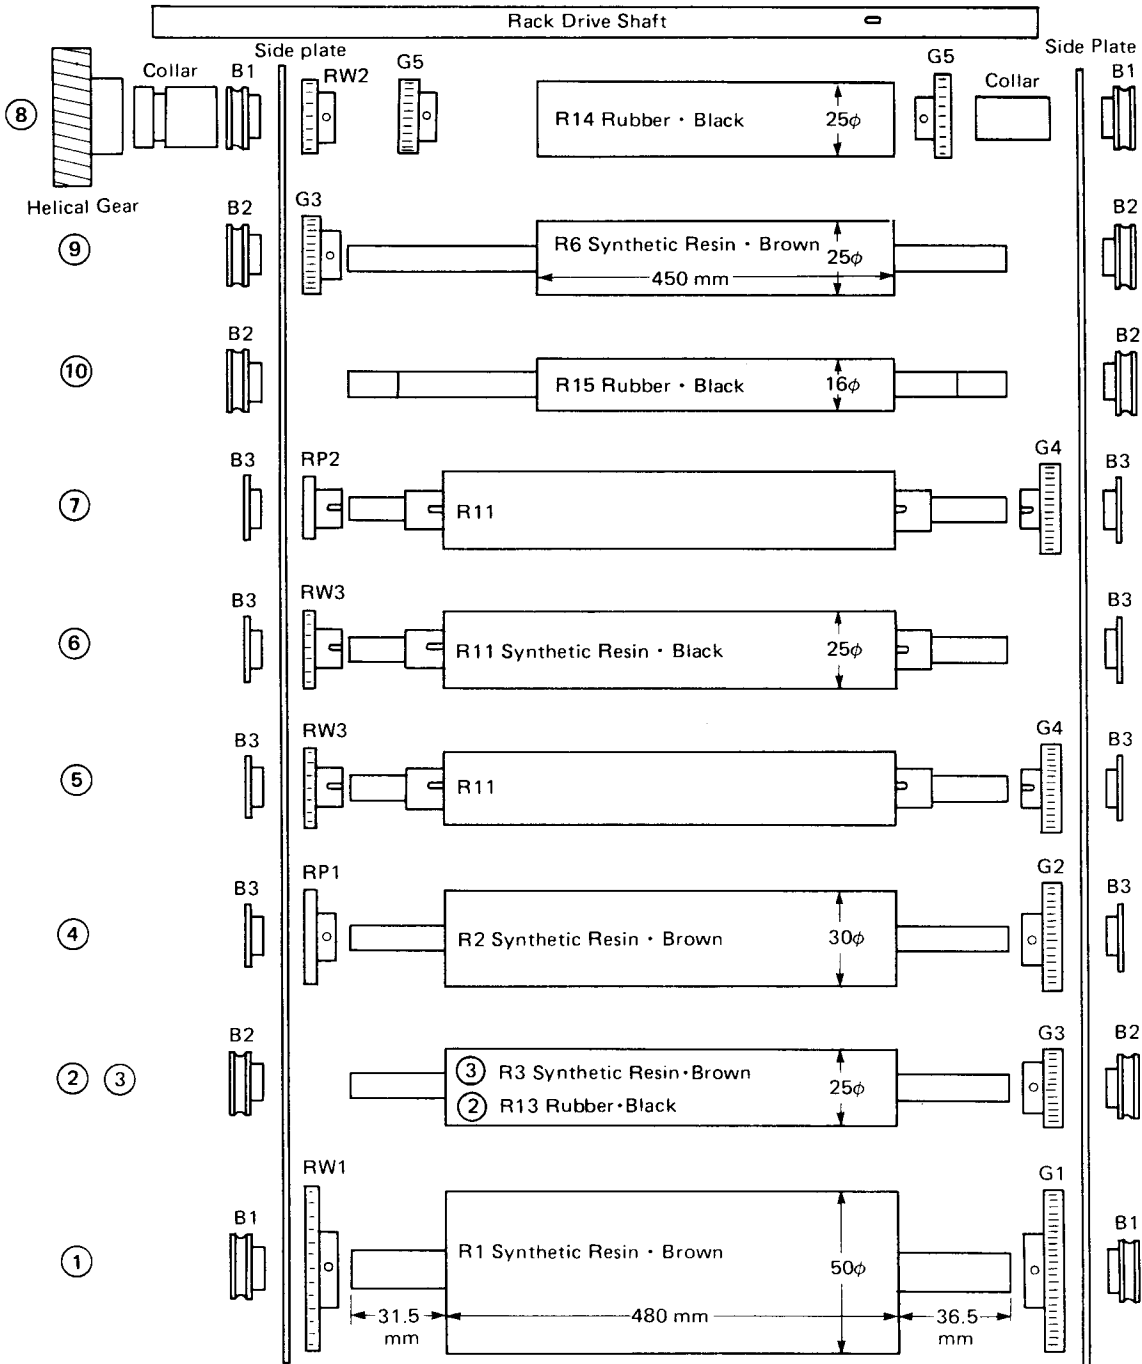 Rack Drive Shaft
Side plate
Side Plate
Collar B1 RW2 G5 G5 Collar B1
8 R14 Rubber · Black 25φ
Helical Gear
B2 G3 B2
9 R6 Synthetic Resin · Brown 25φ
450 mm
B2 B2
10 R15 Rubber · Black 16φ
B3 RP2 G4 B3
7 R11
B3 RW3 B3
6 R11 Synthetic Resin · Black 25φ
B3 RW3 G4 B3
5 R11
B3 RP1 G2 B3
4 R2 Synthetic Resin · Brown 30φ
B2 G3 B2
2 3 3 R3 Synthetic Resin·Brown 25φ
2 R13 Rubber·Black
RW1 G1
B1 B1
1 R1 Synthetic Resin · Brown 50φ
31.5 mm 480 mm 36.5 mm